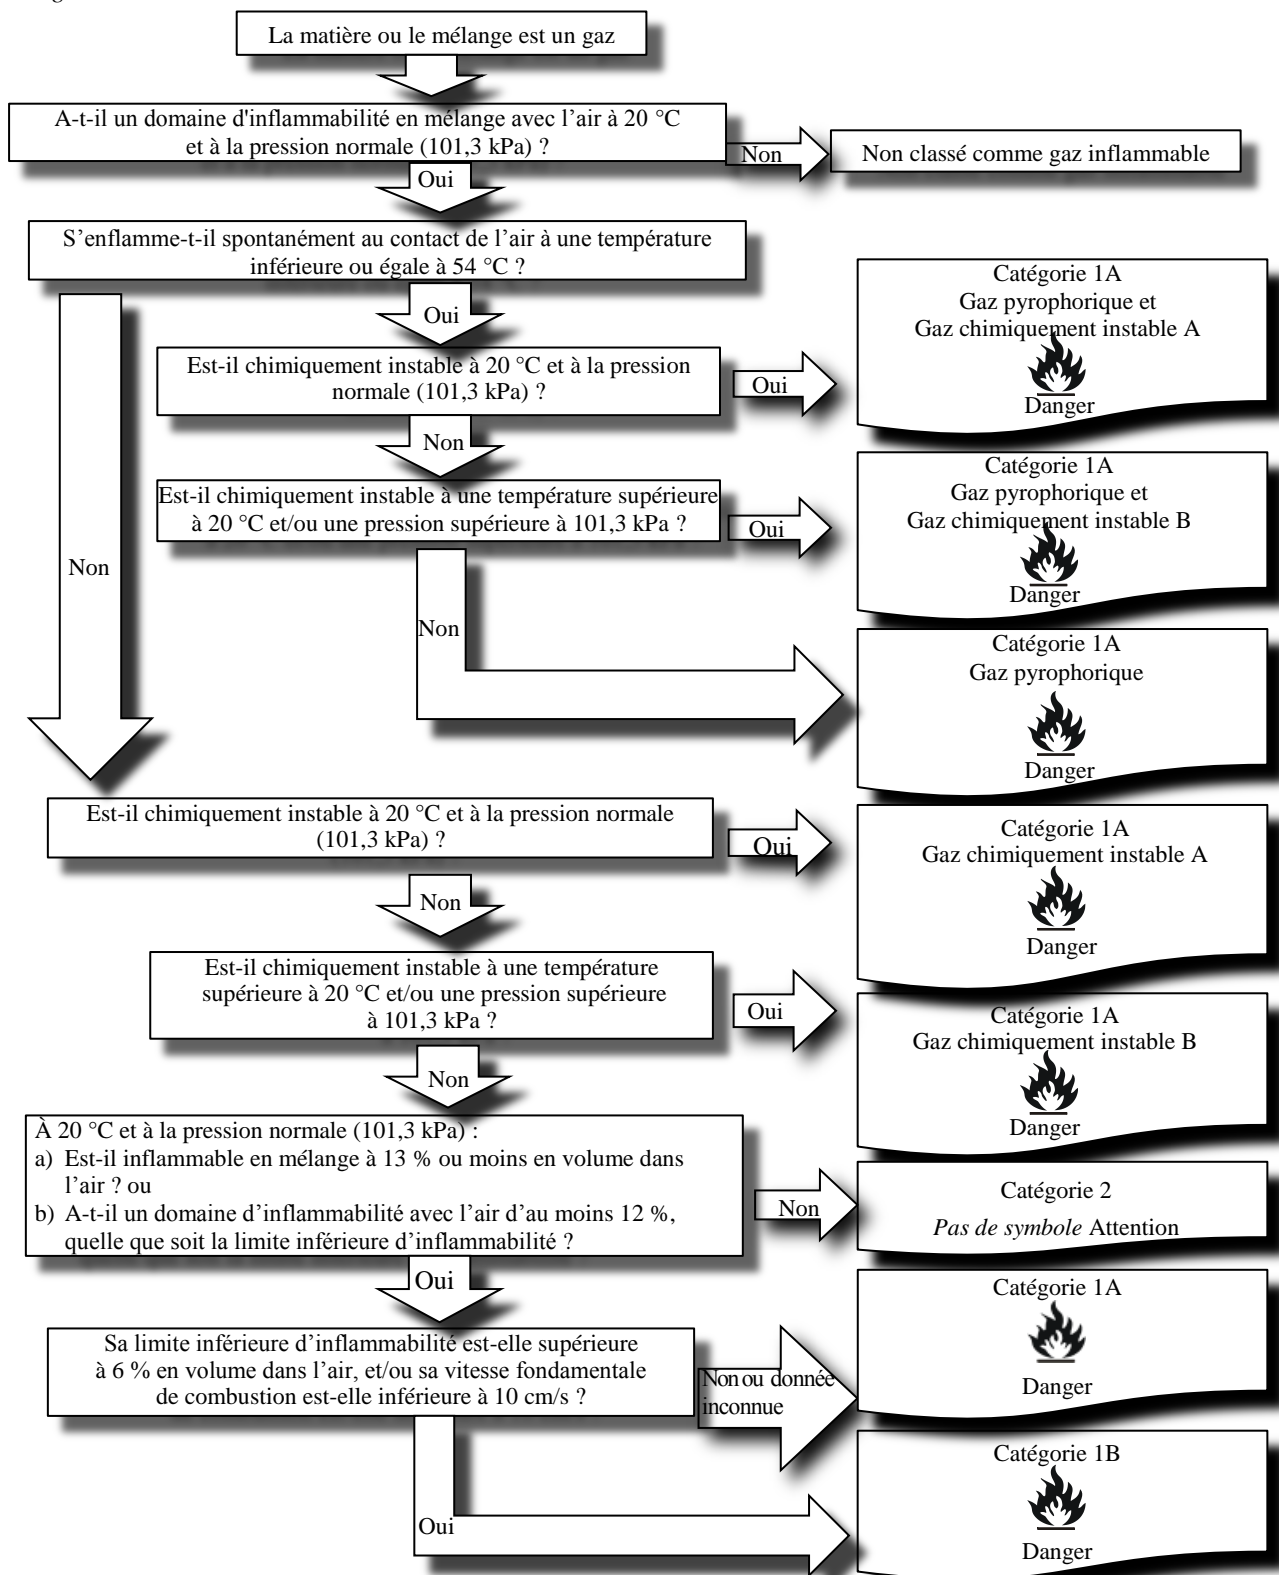 La matière ou le mélange est un gaz
A-t-il un domaine d'inflammabilité en mélange avec l’air à 20 °C
et à la pression normale (101,3 kPa) ?
Non
Non classé comme gaz inflammable
Oui
S’enflamme-t-il spontanément au contact de l’air à une température
inférieure ou égale à 54 °C ?
Oui
Non
Est-il chimiquement instable à 20 °C et à la pression
normale (101,3 kPa) ?
Oui
Catégorie 1A
Gaz pyrophorique et
Gaz chimiquement instable A
Danger
Non
Est-il chimiquement instable à une température supérieure
à 20 °C et/ou une pression supérieure à 101,3 kPa ?
Oui
Catégorie 1A
Gaz pyrophorique et
Gaz chimiquement instable B
Danger
Non
Catégorie 1A
Gaz pyrophorique
Danger
Est-il chimiquement instable à 20 °C et à la pression normale
(101,3 kPa) ?
Oui
Catégorie 1A
Gaz chimiquement instable A
Danger
Non
Est-il chimiquement instable à une température
supérieure à 20 °C et/ou une pression supérieure
à 101,3 kPa ?
Oui
Catégorie 1A
Gaz chimiquement instable B
Danger
Non
À 20 °C et à la pression normale (101,3 kPa) :
a) Est-il inflammable en mélange à 13 % ou moins en volume dans
l’air ? ou
b) A-t-il un domaine d’inflammabilité avec l’air d’au moins 12 %,
quelle que soit la limite inférieure d’inflammabilité ?
Non
Catégorie 2
Pas de symbole Attention
Oui
Sa limite inférieure d’inflammabilité est-elle supérieure
à 6 % en volume dans l’air, et/ou sa vitesse fondamentale
de combustion est-elle inférieure à 10 cm/s ?
Non ou donnée
inconnue
Catégorie 1A
Danger
Oui
Catégorie 1B
Danger